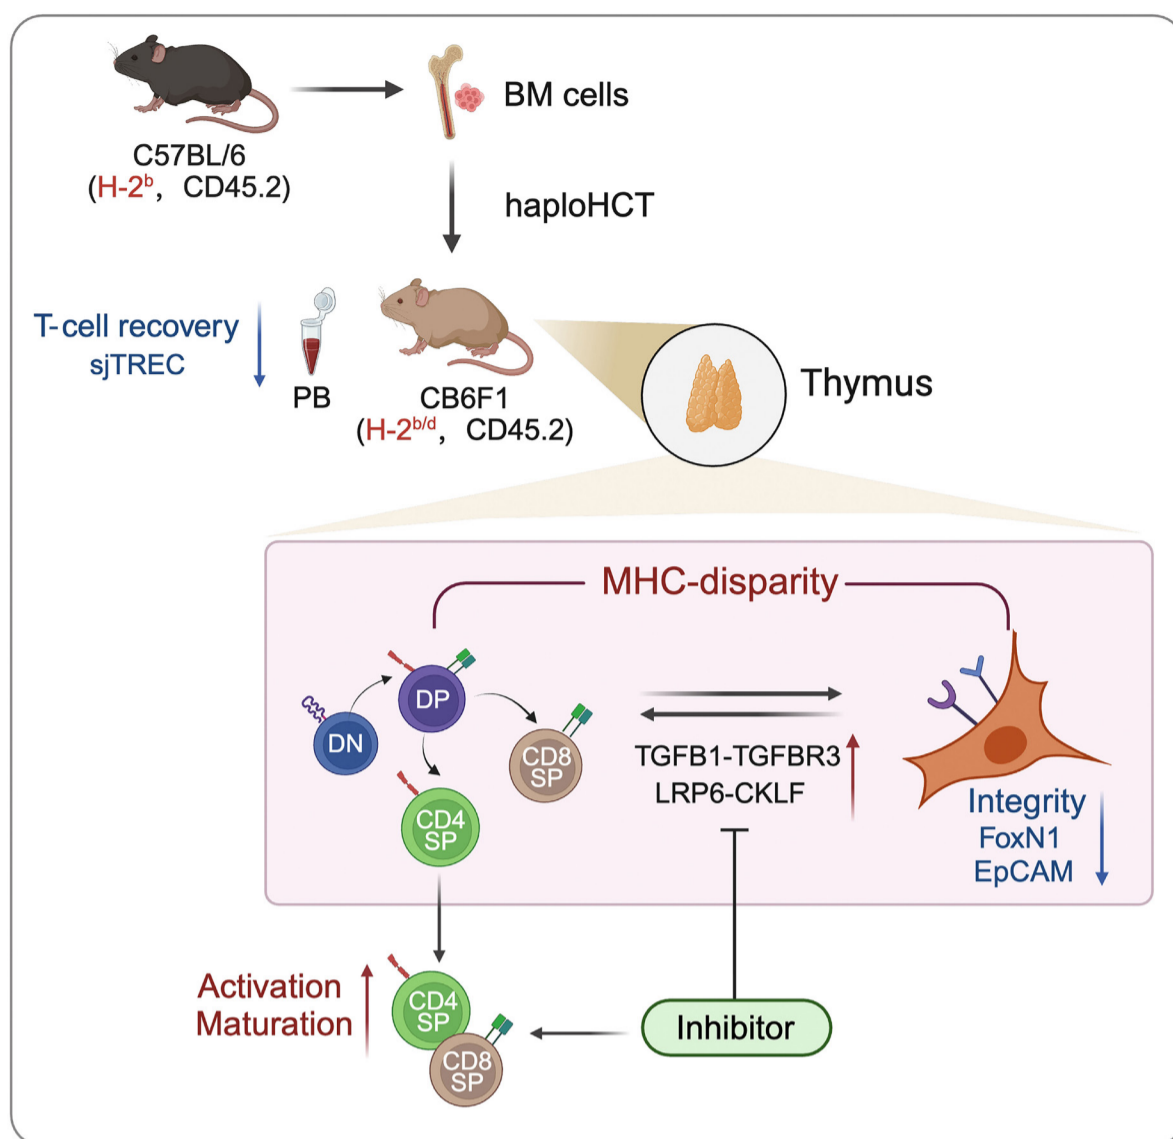 BM cells
C57BL/6
(H-2ᵇ, CD45.2)
haploHCT
T-cell recovery
sjTREC
PB
CB6F1
(H-2ᵇ/ᵈ, CD45.2)
Thymus
MHC-disparity
DP
DN
CD8
SP
CD4
SP
TGFB1-TGFBR3
LRP6-CKLF
Integrity
FoxN1
EpCAM
Activation
Maturation
CD4
SP
CD8
SP
Inhibitor